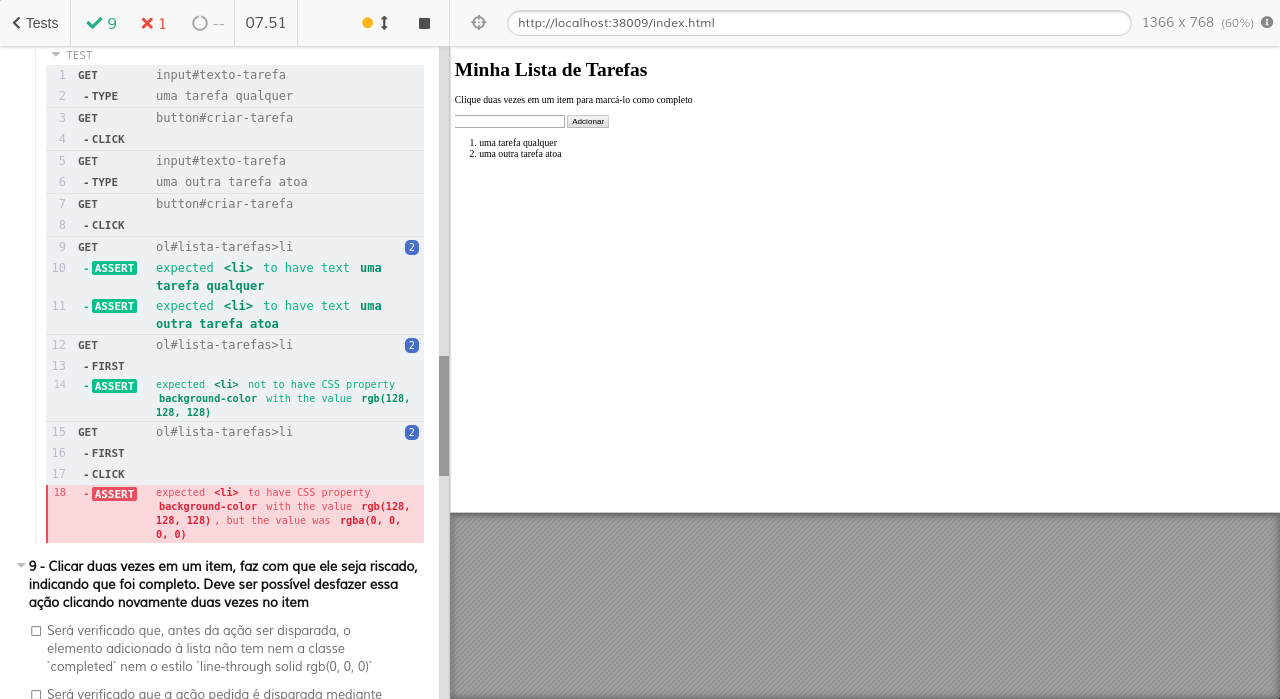 Tests 9 1 -- 07.51 http://localhost:38009/index.html 1366 x 768 (60%)
TEST
1 GET input#texto-tarefa
2 - TYPE uma tarefa qualquer
3 GET button#criar-tarefa
4 - CLICK
5 GET input#texto-tarefa
6 - TYPE uma outra tarefa atoa
7 GET button#criar-tarefa
8 - CLICK
9 GET ol#lista-tarefas>li 2
10 - ASSERT expected <li> to have text uma
tarefa qualquer
11 - ASSERT expected <li> to have text uma
outra tarefa atoa
12 GET ol#lista-tarefas>li 2
13 - FIRST
14 - ASSERT expected <li> not to have CSS property
background-color with the value rgb(128,
128, 128)
15 GET ol#lista-tarefas>li 2
16 - FIRST
17 - CLICK
18 - ASSERT expected <li> to have CSS property
background-color with the value rgb(128,
128, 128) , but the value was rgba(0, 0,
0, 0)
9 - Clicar duas vezes em um item, faz com que ele seja riscado,
indicando que foi completo. Deve ser possível desfazer essa
ação clicando novamente duas vezes no item
Será verificado que, antes da ação ser disparada, o
elemento adicionado à lista não tem nem a classe
`completed` nem o estilo `line-through solid rgb(0, 0, 0)`
Será verificado que a ação pedida é disparada mediante
Minha Lista de Tarefas
Clique duas vezes em um item para marcá-lo como completo
Adicionar
1. uma tarefa qualquer
2. uma outra tarefa atoa